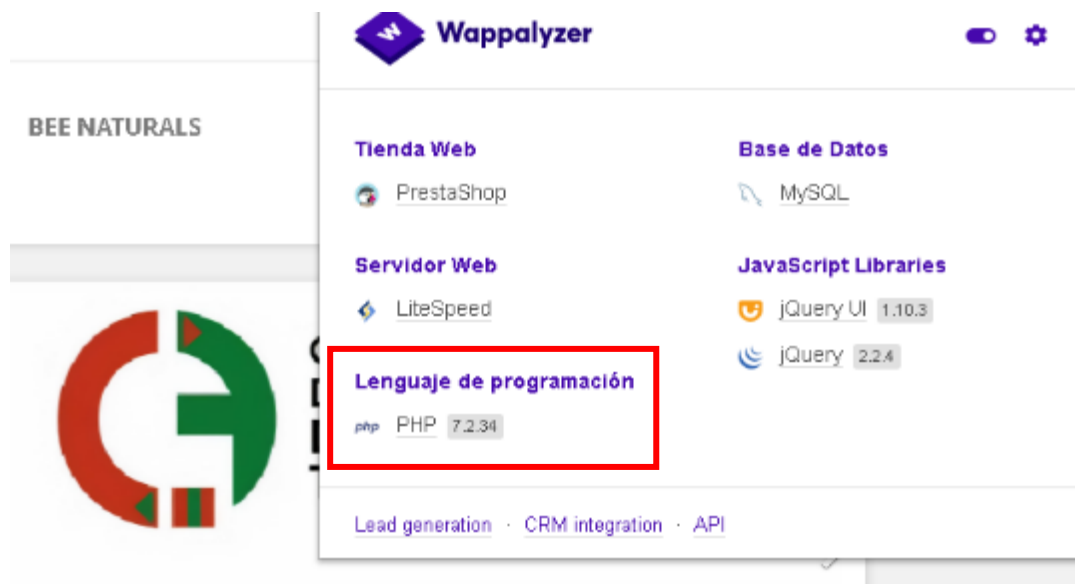 Wappalyzer
BEE NATURALS
Tienda Web
PrestaShop
Base de Datos
MySQL
Servidor Web
LiteSpeed
JavaScript Libraries
jQuery UI 1.10.3
jQuery 2.2.4
Lenguaje de programación
php PHP 7.2.34
Lead generation · CRM integration · API